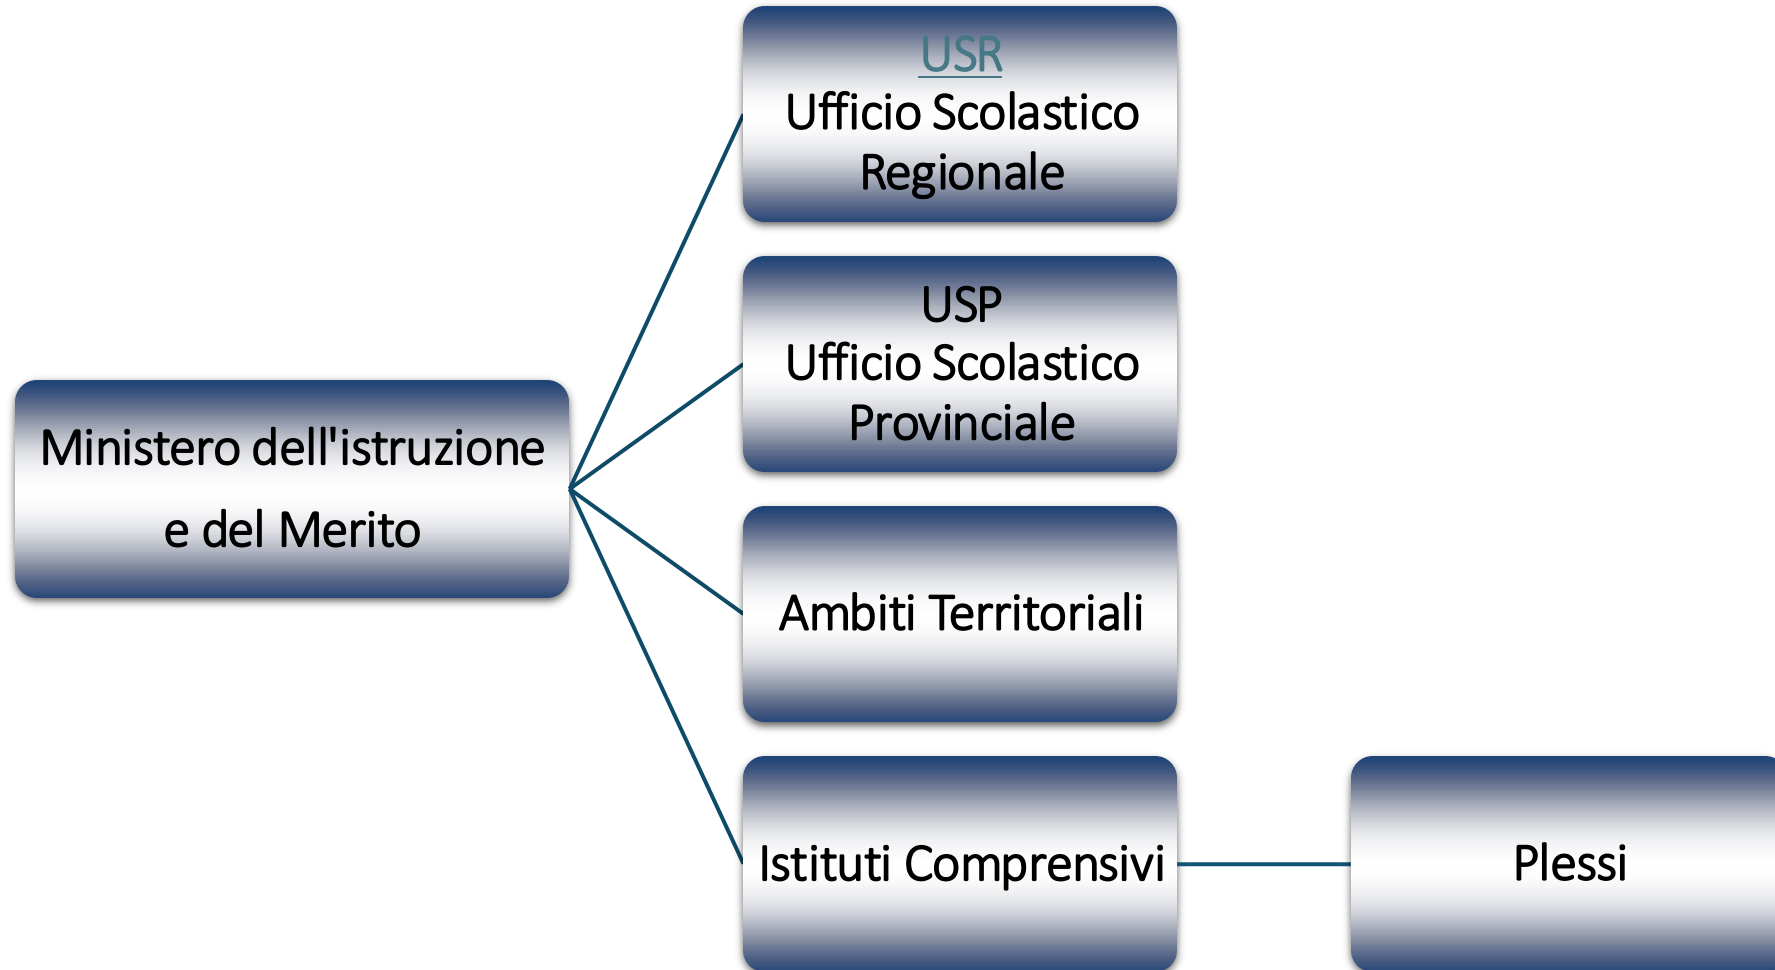 Ministero dell'istruzione
e del Merito
USR
Ufficio Scolastico
Regionale
USP
Ufficio Scolastico
Provinciale
Ambiti Territoriali
Istituti Comprensivi
Plessi